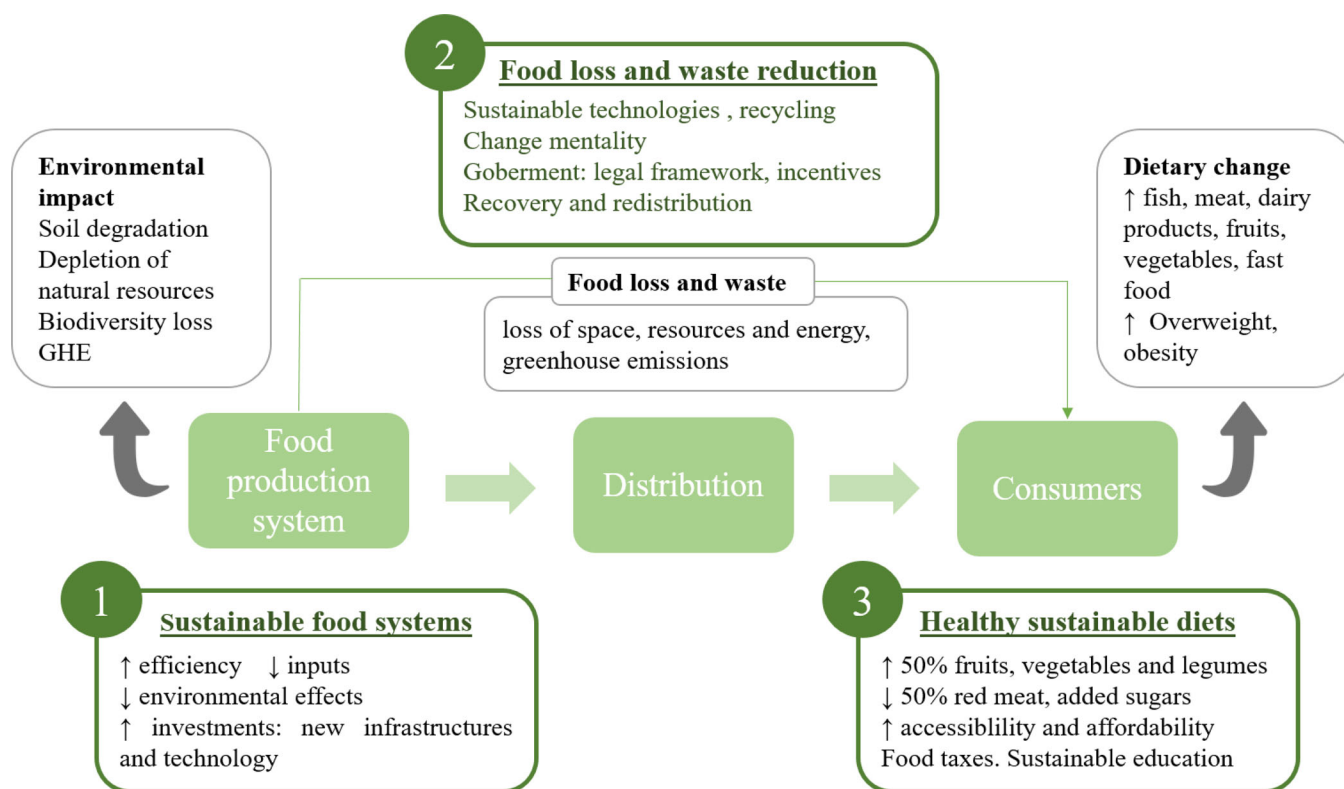 2
Food loss and waste reduction
Sustainable technologies , recycling
Change mentality
Goberment: legal framework, incentives
Recovery and redistribution
Environmental
impact
Soil degradation
Depletion of
natural resources
Biodiversity loss
GHE
Dietary change
↑ fish, meat, dairy
products, fruits,
vegetables, fast
food
↑ Overweight,
obesity
Food loss and waste
loss of space, resources and energy,
greenhouse emissions
Food
production
system
Distribution
Consumers
1
Sustainable food systems
↑ efficiency ↓ inputs
↓ environmental effects
↑ investments: new infrastructures
and technology
3
Healthy sustainable diets
↑ 50% fruits, vegetables and legumes
↓ 50% red meat, added sugars
↑ accessiblility and affordability
Food taxes. Sustainable education